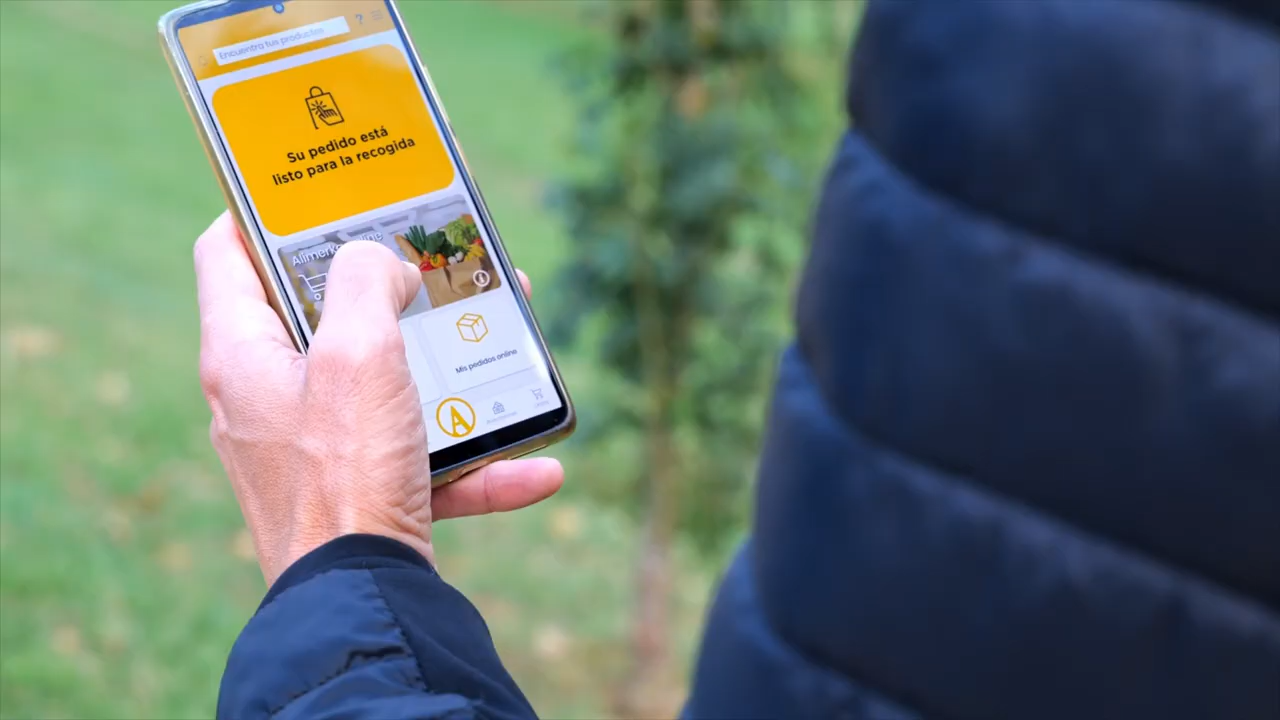 Encuentra tus productos
?
Su pedido está
listo para la recogida
Mis pedidos online
A